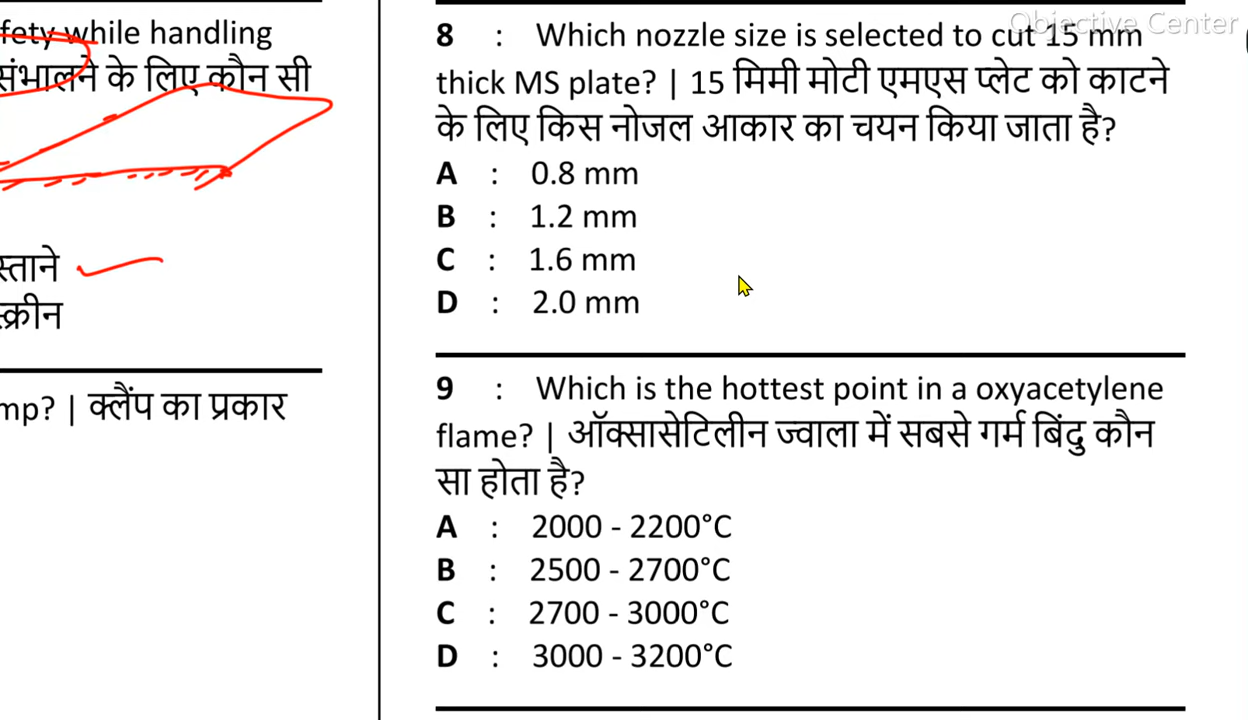 fety while handling
संभालने के लिए कौन सी
स्ताने
स्क्रीन
mp? | क्लैंप का प्रकार
Objective Center
8 : Which nozzle size is selected to cut 15 mm
thick MS plate? | 15 मिमी मोटी एमएस प्लेट को काटने
के लिए किस नोजल आकार का चयन किया जाता है?
A : 0.8 mm
B : 1.2 mm
C : 1.6 mm
D : 2.0 mm
9 : Which is the hottest point in a oxyacetylene
flame? | ऑक्सासेटिलीन ज्वाला में सबसे गर्म बिंदु कौन
सा होता है?
A : 2000 - 2200°C
B : 2500 - 2700°C
C : 2700 - 3000°C
D : 3000 - 3200°C